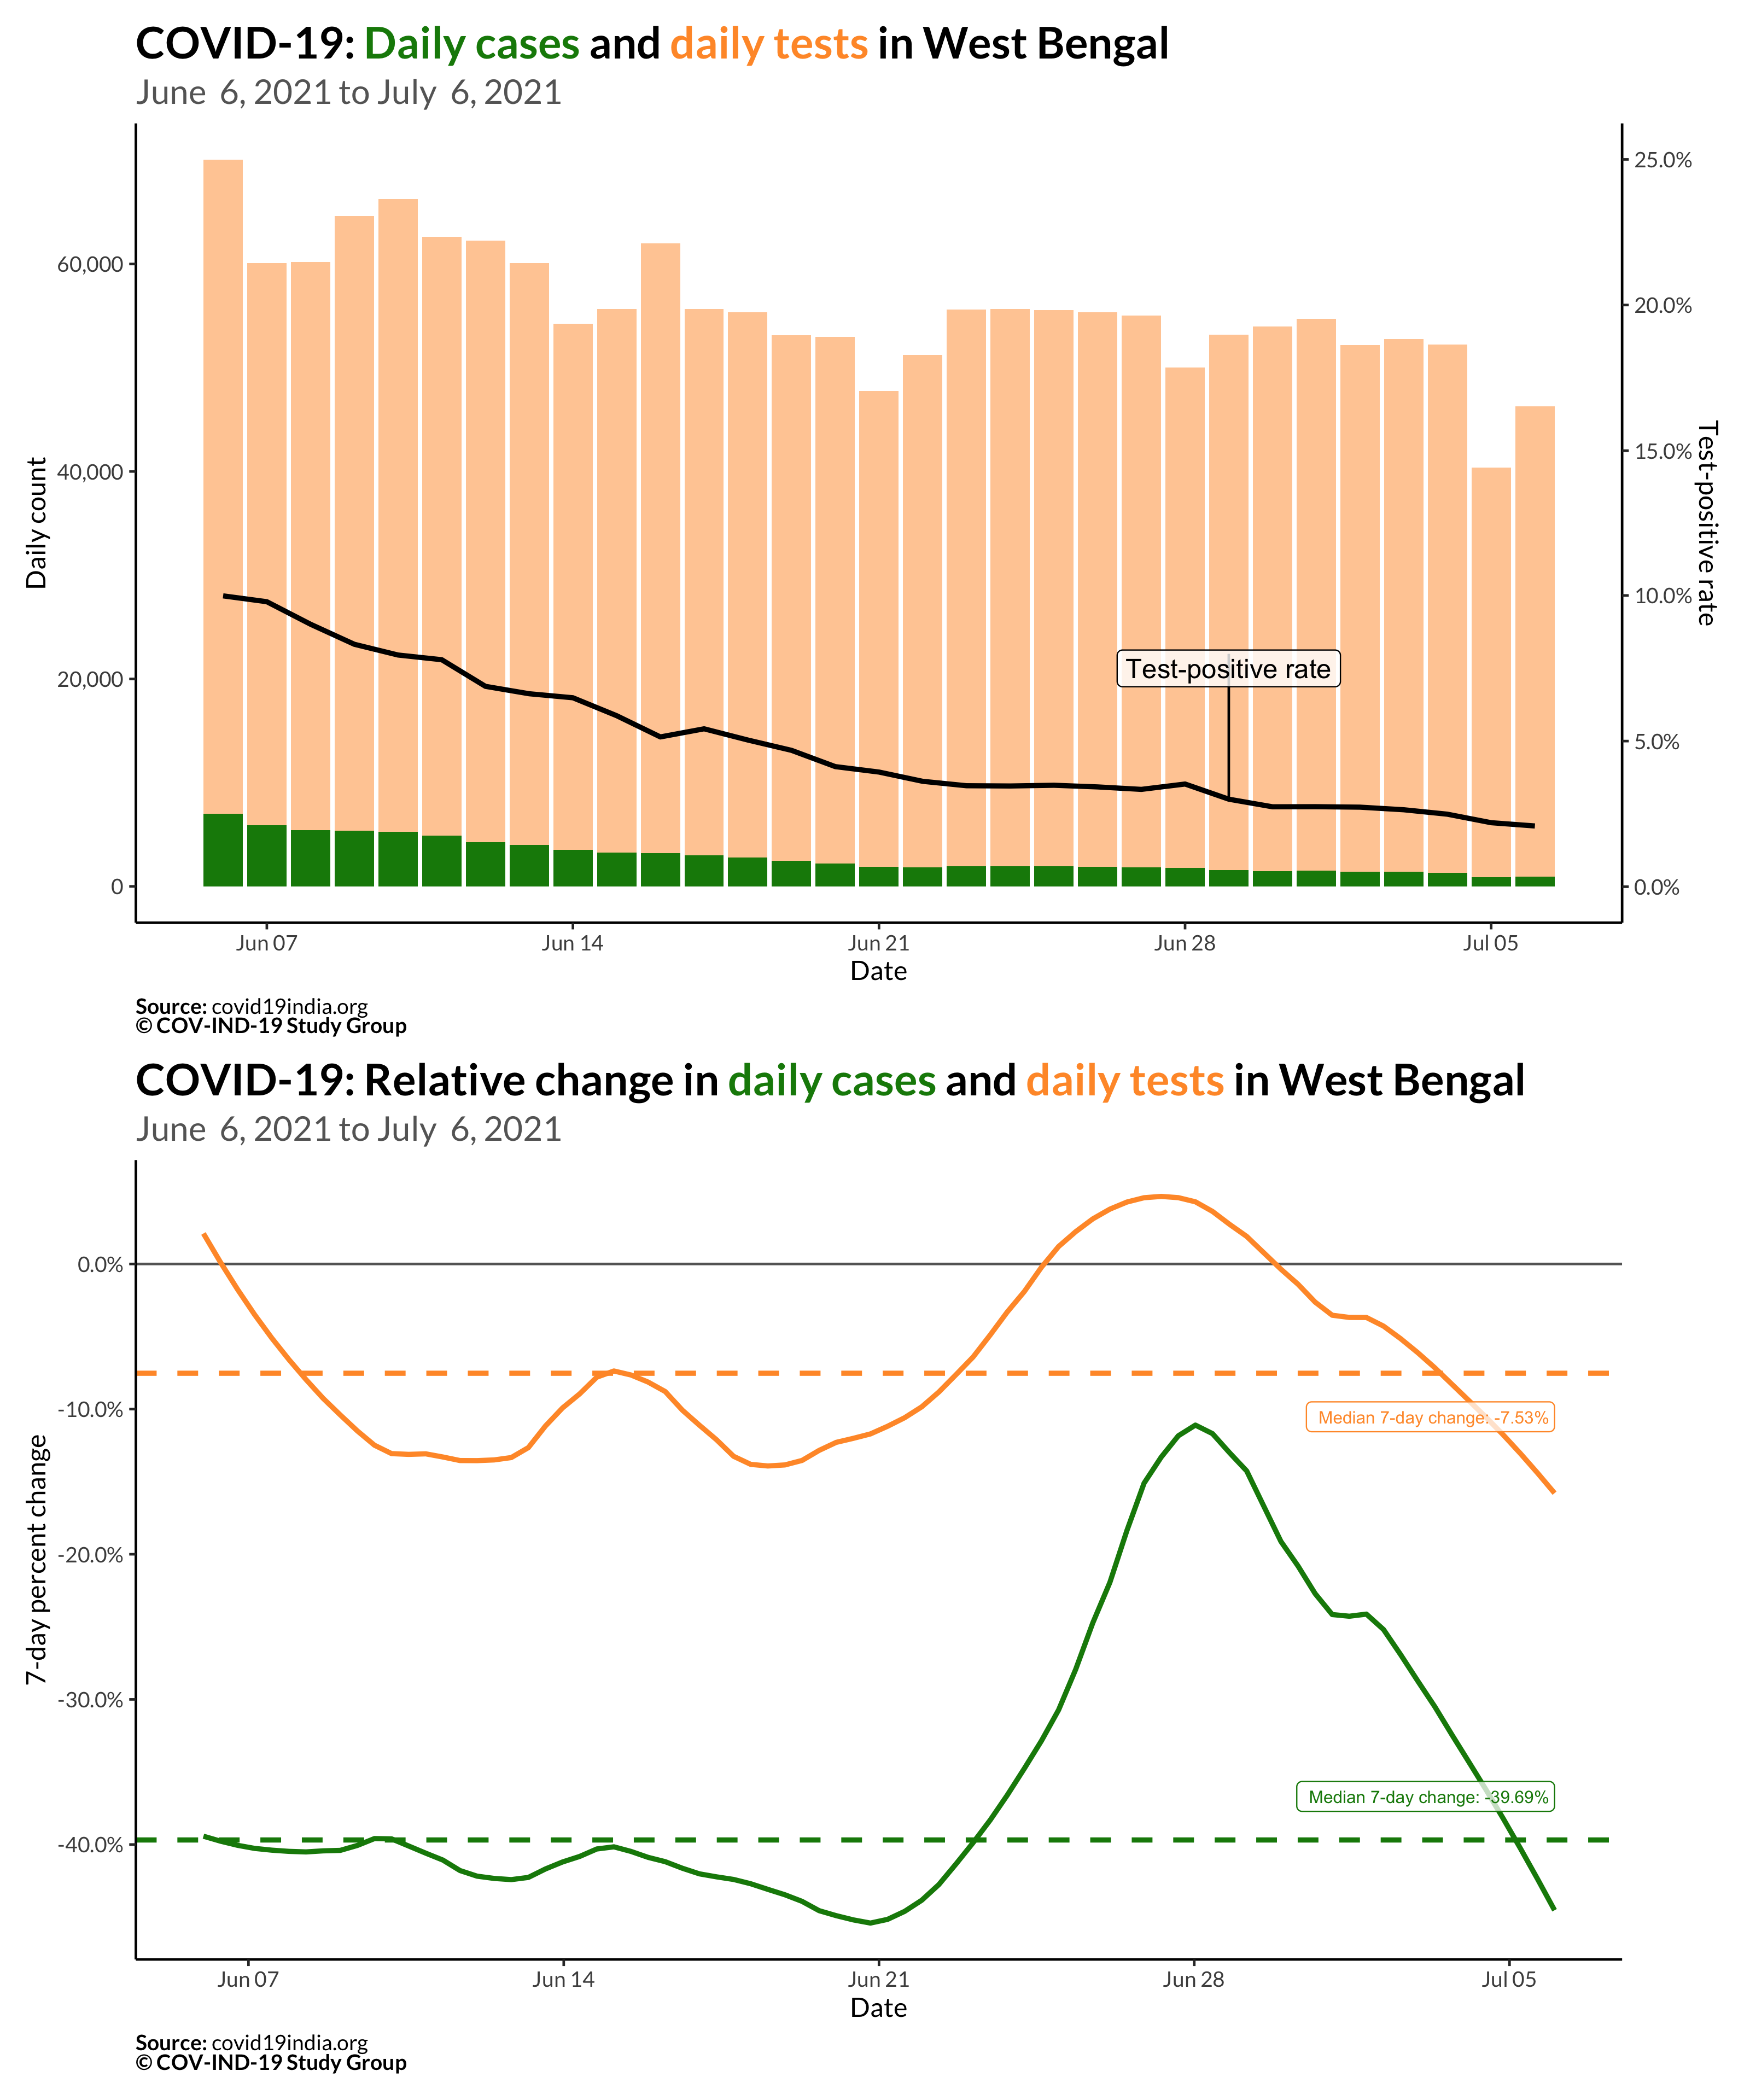 COVID-19: Daily cases and daily tests in West Bengal
June  6, 2021 to July  6, 2021
25.0%
20.0%
15.0%
10.0%
5.0%
0.0%
Test-positive rate
60,000
40,000
20,000
0
Daily count
Test-positive rate
Jun 07
Jun 14
Jun 21
Jun 28
Jul 05
Date
Source: covid19india.org
© COV-IND-19 Study Group
COVID-19: Relative change in daily cases and daily tests in West Bengal
June  6, 2021 to July  6, 2021
0.0%
-10.0%
-20.0%
-30.0%
-40.0%
7-day percent change
Median 7-day change: -7.53%
Median 7-day change: -39.69%
Jun 07
Jun 14
Jun 21
Jun 28
Jul 05
Date
Source: covid19india.org
© COV-IND-19 Study Group